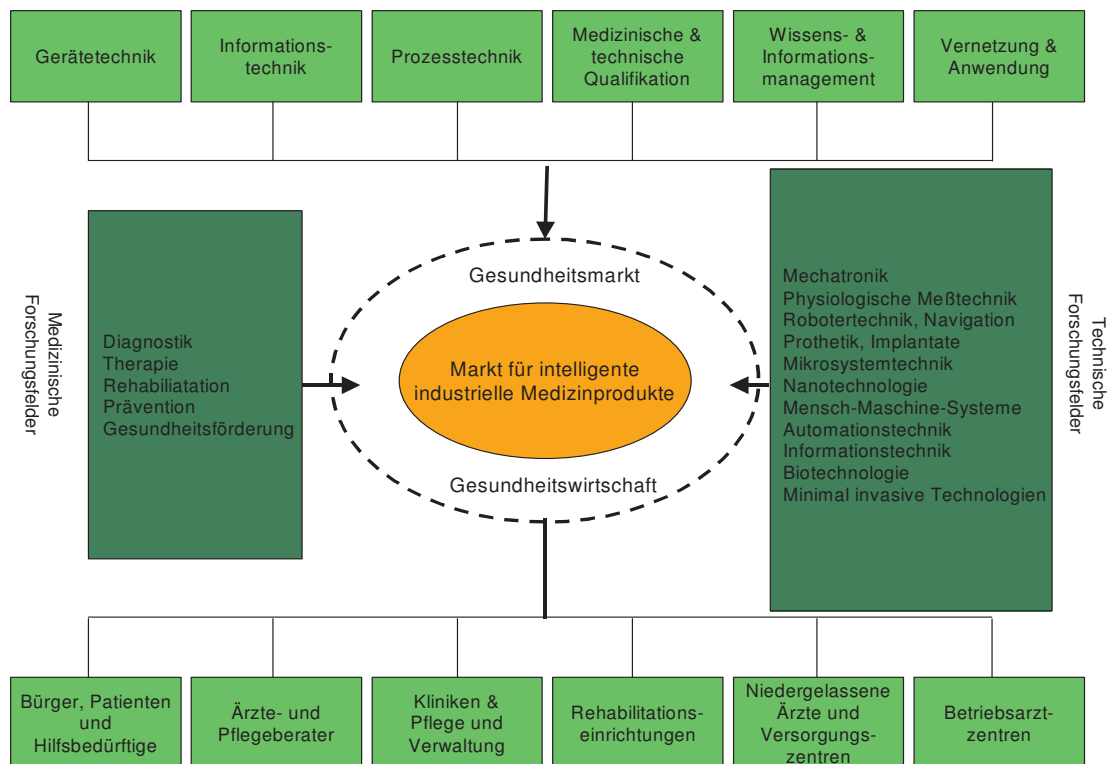 Gerätetechnik
Informations-
technik
Prozesstechnik
Medizinische &
technische
Qualifikation
Wissens- &
Informations-
management
Vernetzung &
Anwendung
Medizinische
Forschungsfelder
Diagnostik
Therapie
Rehabiliatation
Prävention
Gesundheitsförderung
Gesundheitsmarkt
Markt für intelligente
industrielle Medizinprodukte
Gesundheitswirtschaft
Mechatronik
Physiologische Meßtechnik
Robotertechnik, Navigation
Prothetik, Implantate
Mikrosystemtechnik
Nanotechnologie
Mensch-Maschine-Systeme
Automationstechnik
Informationstechnik
Biotechnologie
Minimal invasive Technologien
Technische
Forschungsfelder
Bürger, Patienten
und
Hilfsbedürftige
Ärzte- und
Pflegeberater
Kliniken &
Pflege und
Verwaltung
Rehabilitations-
einrichtungen
Niedergelassene
Ärzte und
Versorgungs-
zentren
Betriebsarzt-
zentren